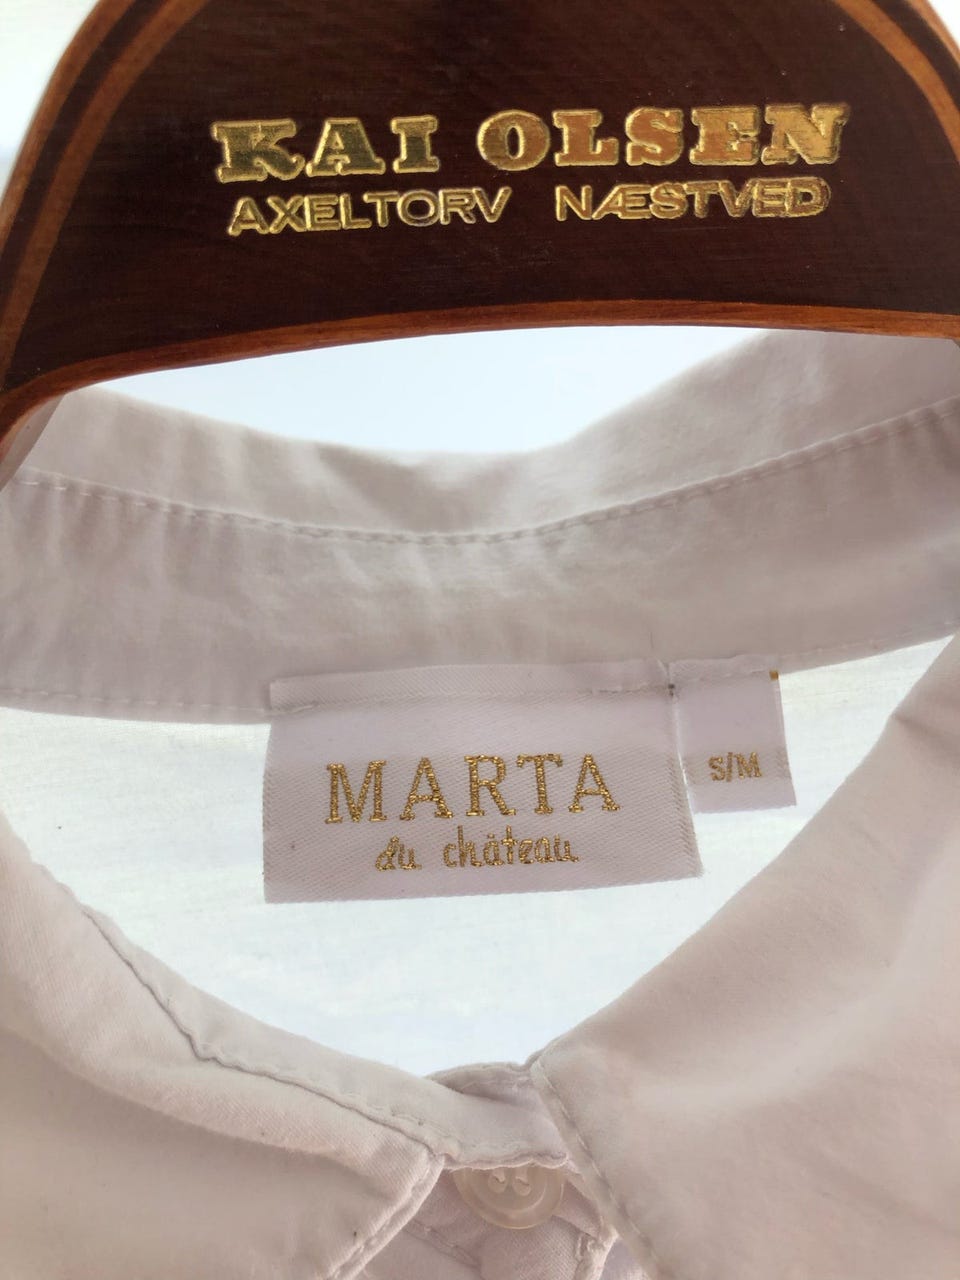 KAI OLSEN
AXELTORV NÆSTVED
MARTA
du château
S/M